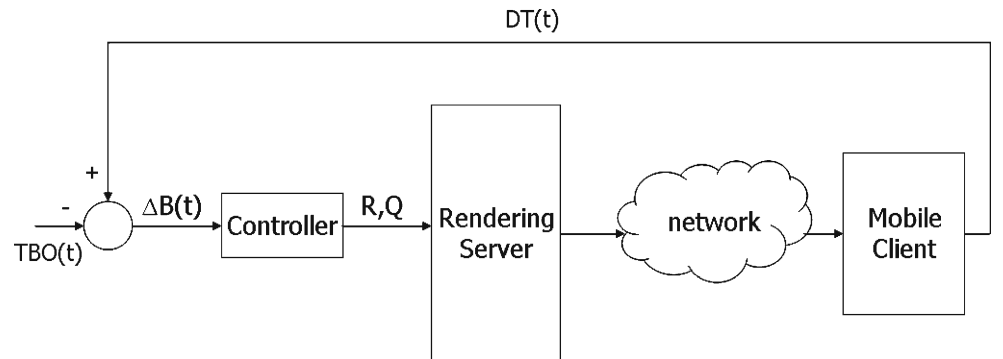 DT(t)
+
-
TBO(t)
ΔB(t)
Controller
R,Q
Rendering
Server
network
Mobile
Client